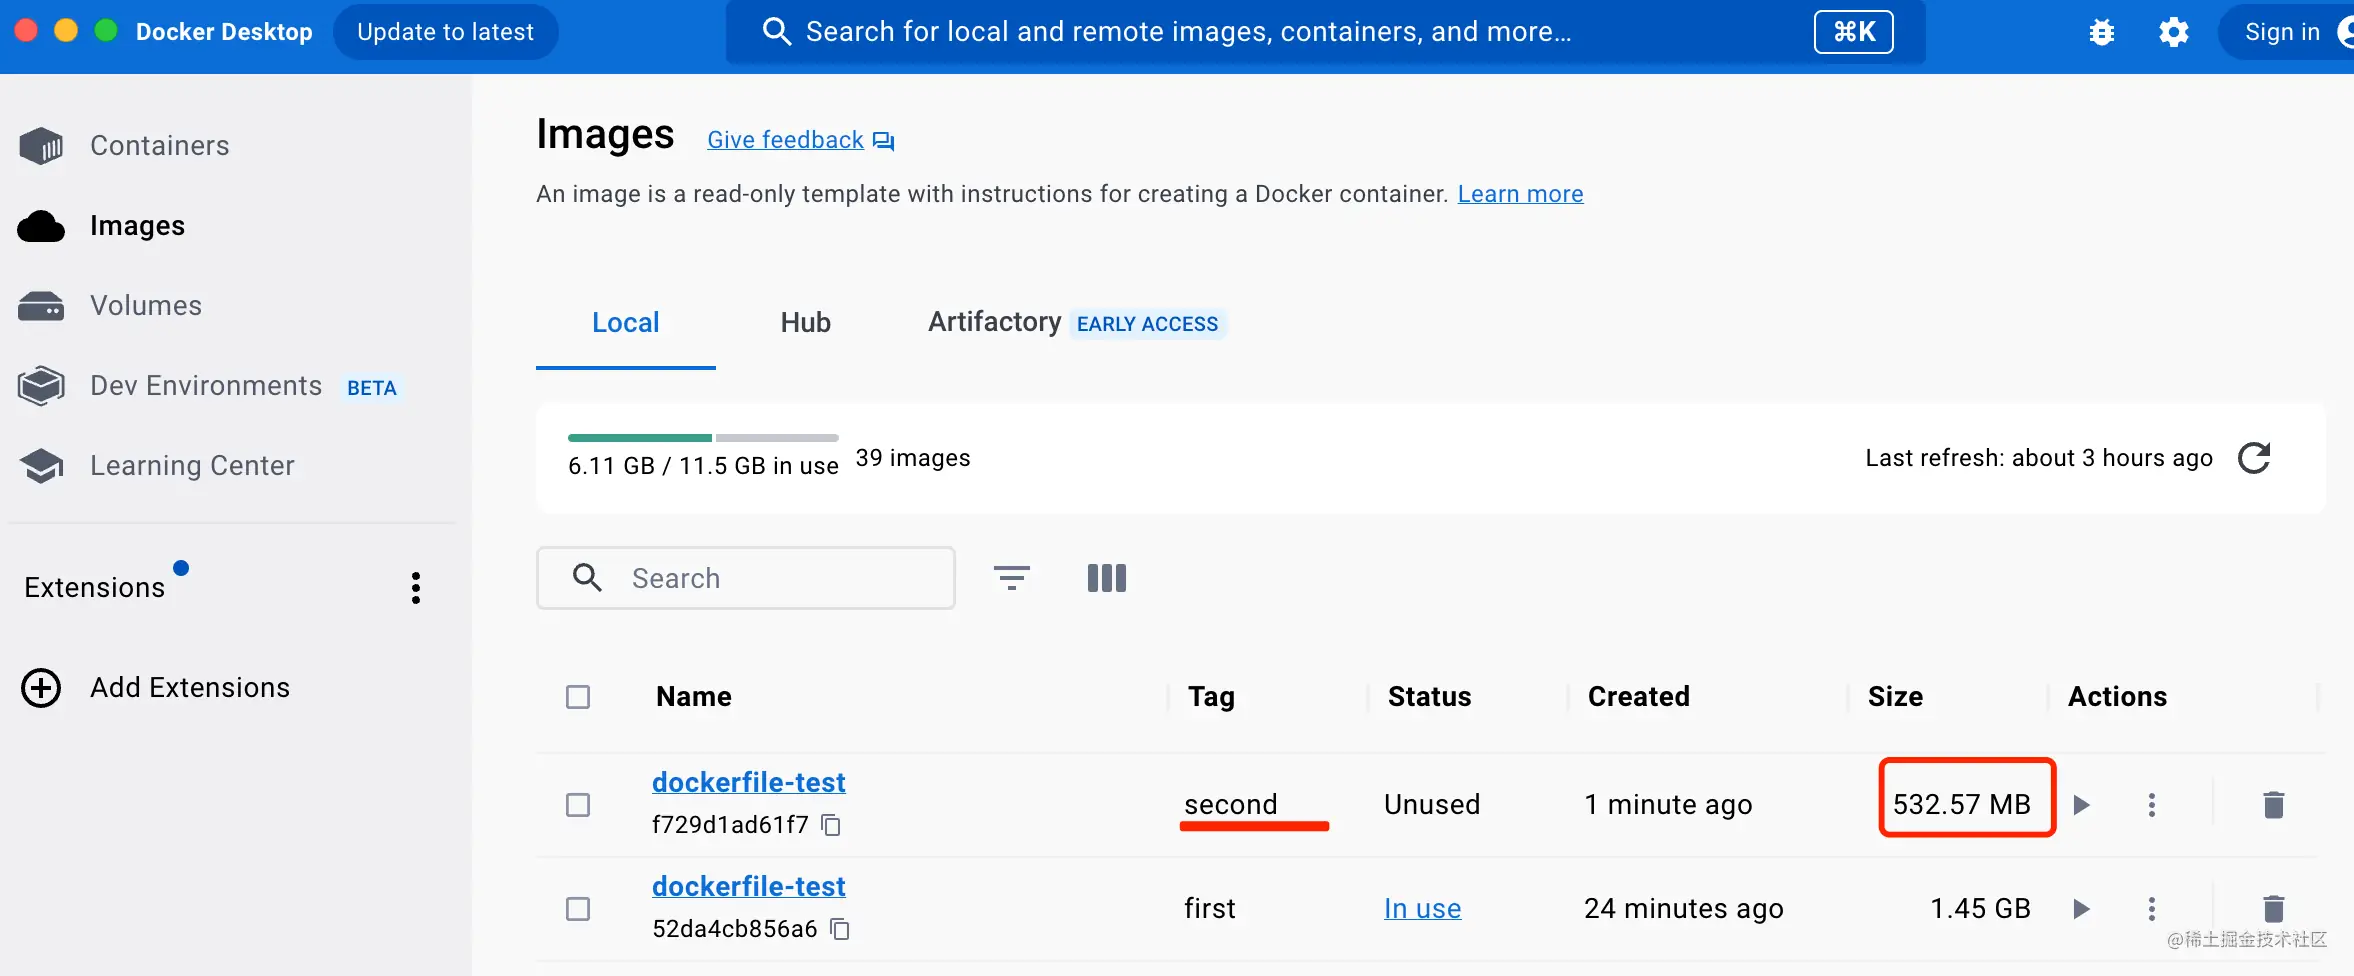 Docker Desktop Update to latest Search for local and remote images, containers, and more... ⌘K Sign in
Containers
Images
Volumes
Dev Environments BETA
Learning Center
Extensions
Add Extensions
Images Give feedback
An image is a read-only template with instructions for creating a Docker container. Learn more
Local Hub Artifactory EARLY ACCESS
6.11 GB / 11.5 GB in use 39 images Last refresh: about 3 hours ago
Search
Name Tag Status Created Size Actions
dockerfile-test
f729d1ad61f7
second Unused 1 minute ago 532.57 MB
dockerfile-test
52da4cb856a6
first In use 24 minutes ago 1.45 GB
@稀土掘金技术社区